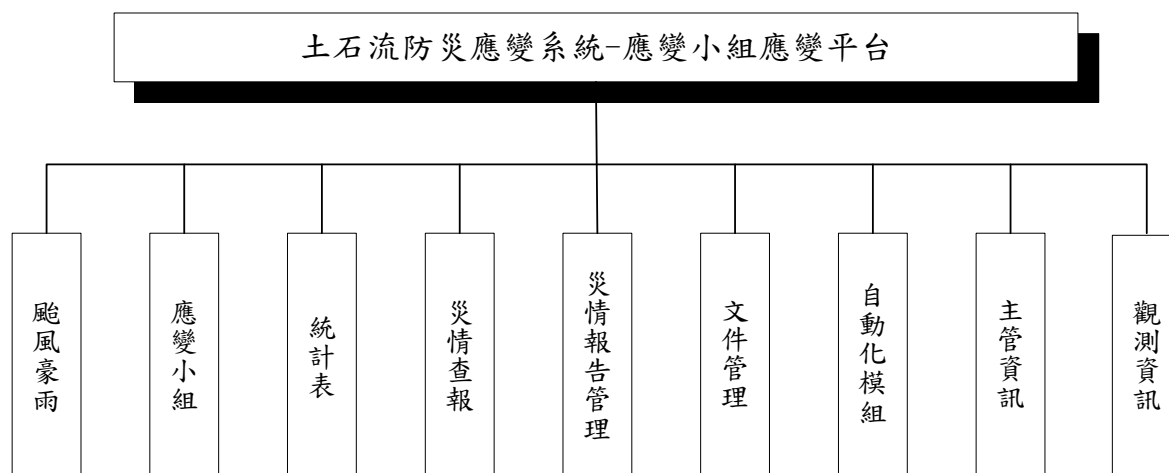 土石流防災應變系統-應變小組應變平台
颱風豪雨
應變小組
統計表
災情查報
災情報告管理
文件管理
自動化模組
主管資訊
觀測資訊